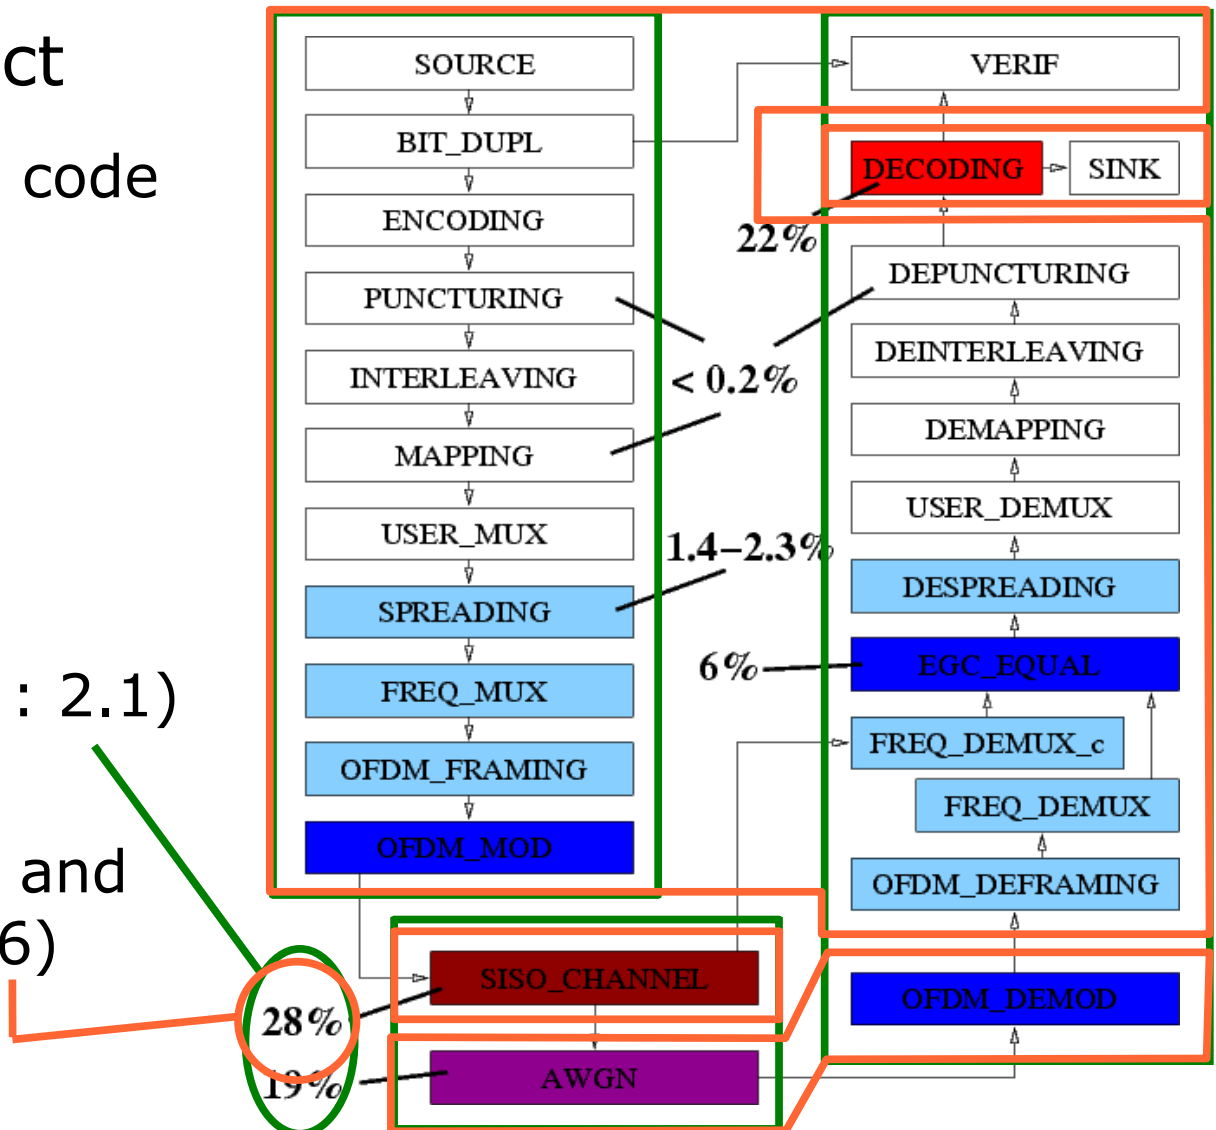 ct
code
: 2.1)
and
6)
SOURCE
BIT_DUPL
ENCODING
PUNCTURING
INTERLEAVING
MAPPING
USER_MUX
SPREADING
FREQ_MUX
OFDM_FRAMING
OFDM_MOD
22%
< 0.2%
1.4–2.3%
6%
28%
19%
SISO_CHANNEL
AWGN
VERIF
DECODING
SINK
DEPUNCTURING
DEINTERLEAVING
DEMAPPING
USER_DEMUX
DESPREADING
EGC_EQUAL
FREQ_DEMUX_c
FREQ_DEMUX
OFDM_DEFRAMING
OFDM_DEMOD